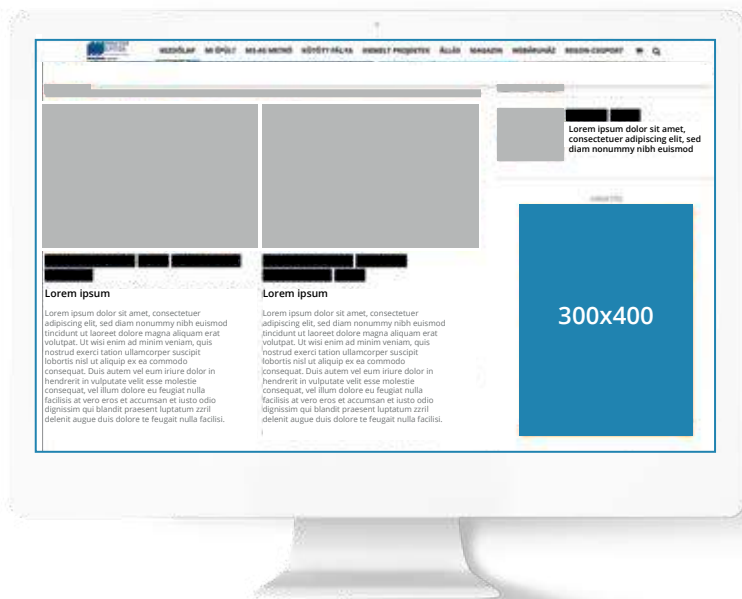 KEZDŐLAP MI ÉPÜLT M3-AS METRÓ KÖTÖTT PÁLYA KIEMELT PROJEKTEK ÁLLÁS MAGAZIN WEBÁRUHÁZ
Lorem ipsum dolor sit amet,
consectetuer adipiscing elit, sed
diam nonummy nibh euismod
Lorem ipsum
Lorem ipsum dolor sit amet, consectetuer
adipiscing elit, sed diam nonummy nibh euismod
tincidunt ut laoreet dolore magna aliquam erat
volutpat. Ut wisi enim ad minim veniam, quis
nostrud exerci tation ullamcorper suscipit
lobortis nisl ut aliquip ex ea commodo
consequat. Duis autem vel eum iriure dolor in
hendrerit in vulputate velit esse molestie
consequat, vel illum dolore eu feugiat nulla
facilisis at vero eros et accumsan et iusto odio
dignissim qui blandit praesent luptatum zzril
delenit augue duis dolore te feugait nulla facilisi.
Lorem ipsum
Lorem ipsum dolor sit amet, consectetuer
adipiscing elit, sed diam nonummy nibh euismod
tincidunt ut laoreet dolore magna aliquam erat
volutpat. Ut wisi enim ad minim veniam, quis
nostrud exerci tation ullamcorper suscipit
lobortis nisl ut aliquip ex ea commodo
consequat. Duis autem vel eum iriure dolor in
hendrerit in vulputate velit esse molestie
consequat, vel illum dolore eu feugiat nulla
facilisis at vero eros et accumsan et iusto odio
dignissim qui blandit praesent luptatum zzril
delenit augue duis dolore te feugait nulla facilisi.
300x400